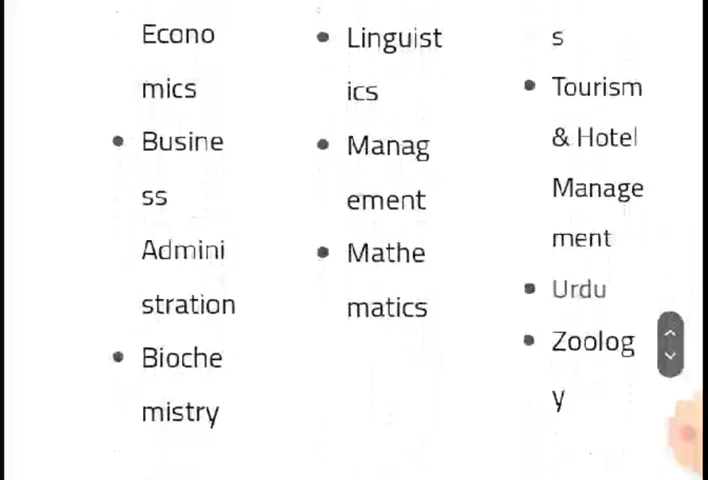 Econo
mics
Busine
ss
Admini
stration
Bioche
mistry
Linguist
ics
Manag
ement
Mathe
matics
s
Tourism
& Hotel
Manage
ment
Urdu
Zoolog
y